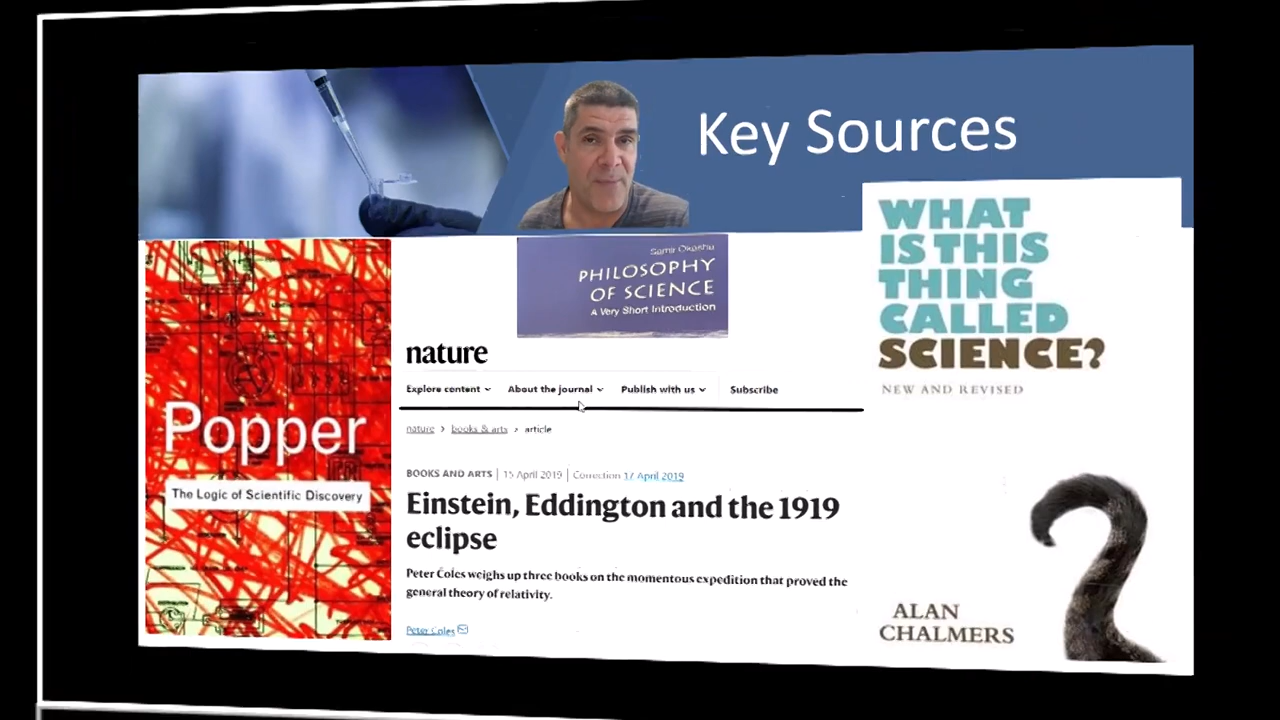 Key Sources
WHAT
IS THIS
THING
CALLED
SCIENCE?
NEW AND REVISED
ALAN
CHALMERS
Samir Okasha
PHILOSOPHY
OF SCIENCE
A Very Short Introduction
Popper
The Logic of Scientific Discovery
nature
Explore content About the journal Publish with us Subscribe
nature > books & arts > article
BOOKS AND ARTS | 15 April 2019 | Correction 17 April 2019
Einstein, Eddington and the 1919
eclipse
Peter Coles weighs up three books on the momentous expedition that proved the
general theory of relativity.
Peter Coles